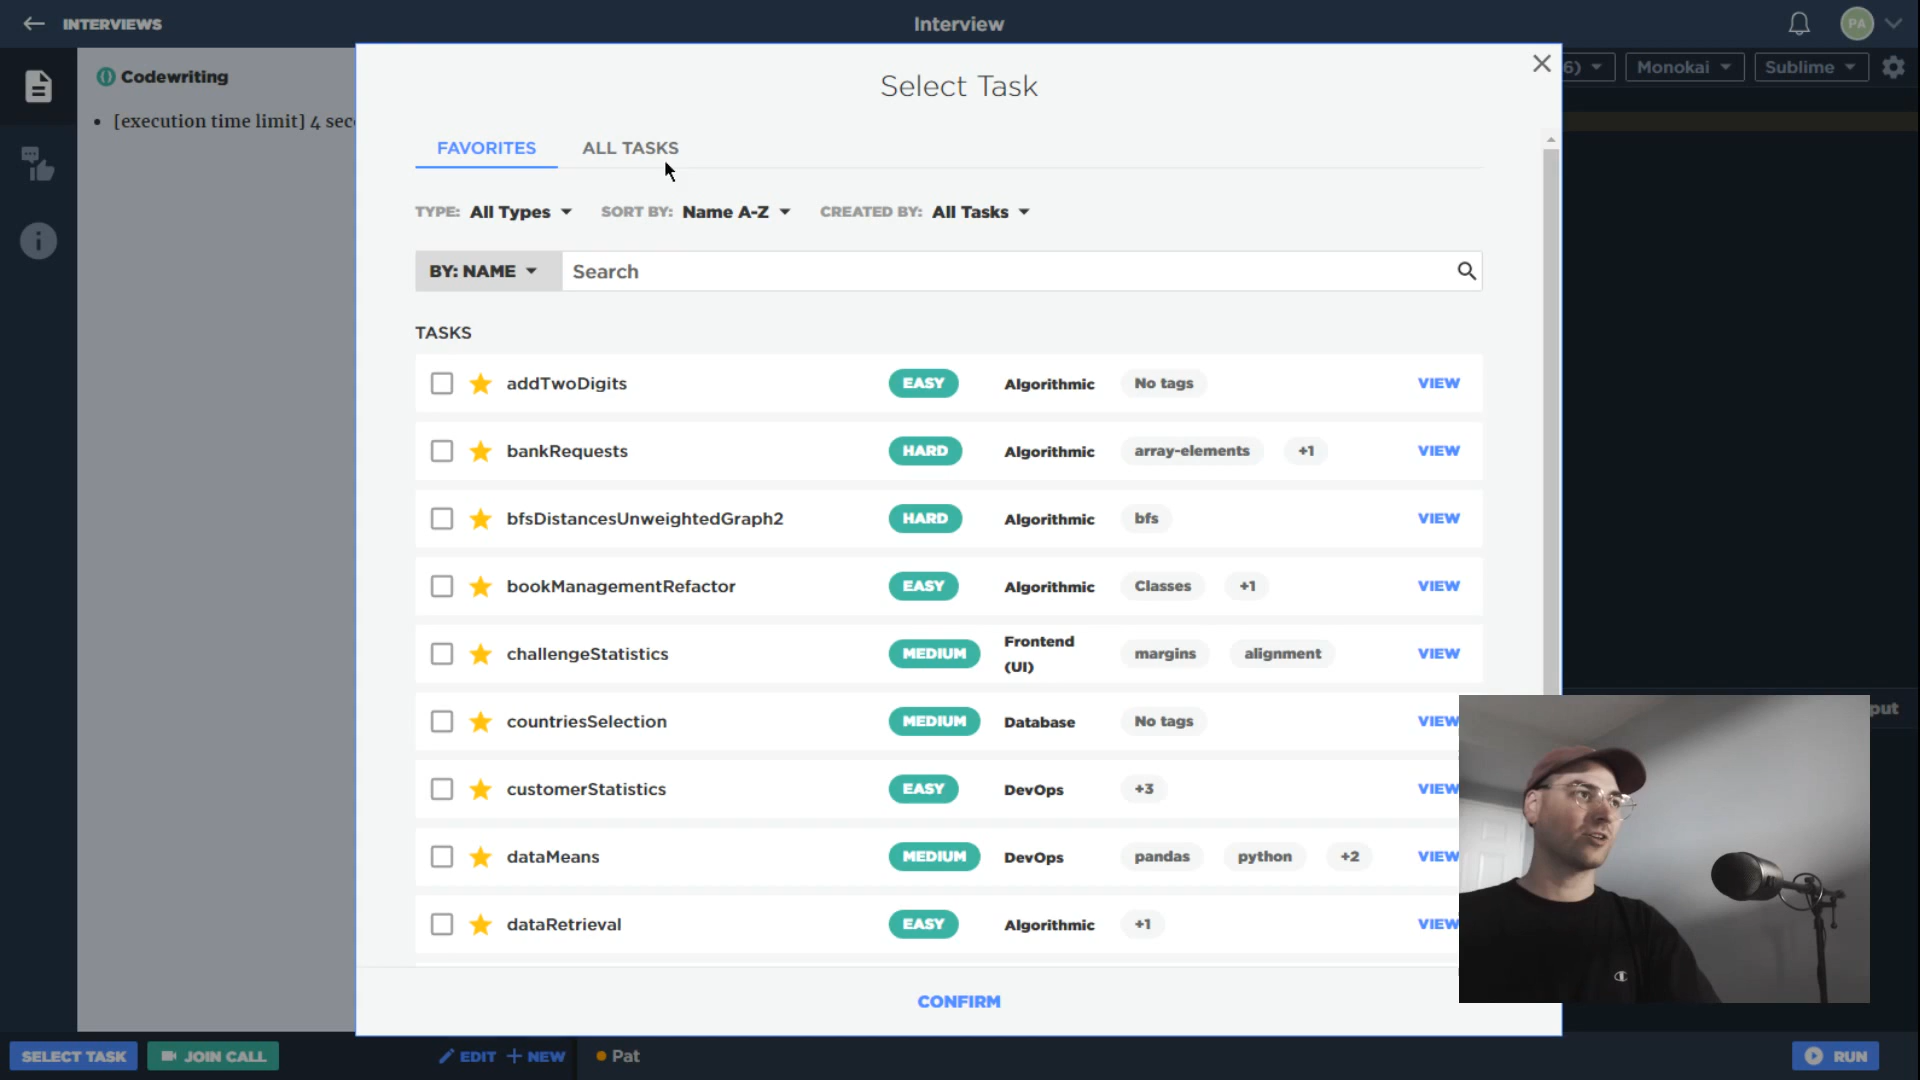 INTERVIEWS
Interview
PA
Codewriting
[execution time limit] 4 sec
6)
Monokai
Sublime
Select Task
FAVORITES ALL TASKS
TYPE: All Types SORT BY: Name A-Z CREATED BY: All Tasks
BY: NAME Search
TASKS
addTwoDigits EASY Algorithmic No tags VIEW
bankRequests HARD Algorithmic array-elements +1 VIEW
bfsDistancesUnweightedGraph2 HARD Algorithmic bfs VIEW
bookManagementRefactor EASY Algorithmic Classes +1 VIEW
challengeStatistics MEDIUM Frontend (UI) margins alignment VIEW
countriesSelection MEDIUM Database No tags VIEW
customerStatistics EASY DevOps +3 VIEW
dataMeans MEDIUM DevOps pandas python +2 VIEW
dataRetrieval EASY Algorithmic +1 VIEW
put
CONFIRM
SELECT TASK JOIN CALL EDIT + NEW Pat RUN